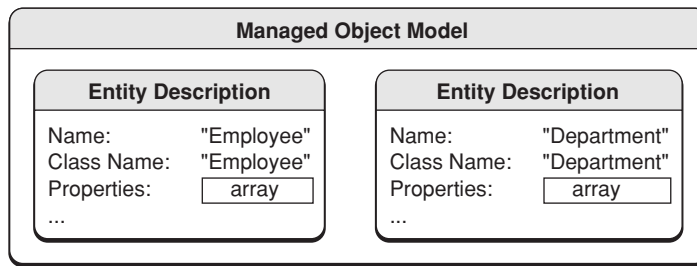 Managed Object Model
Entity Description
Name: "Employee"
Class Name: "Employee"
Properties: array
...
Entity Description
Name: "Department"
Class Name: "Department"
Properties: array
...